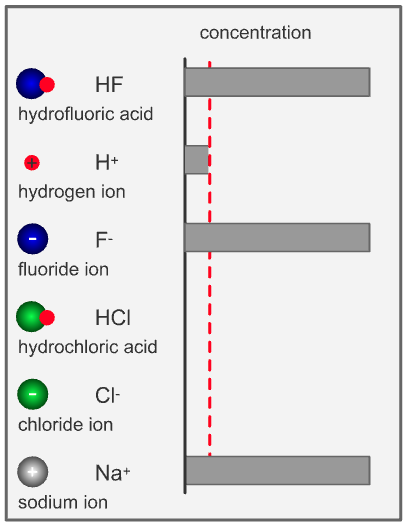 concentration
HF
hydrofluoric acid
+ H⁺
hydrogen ion
- F⁻
fluoride ion
HCl
hydrochloric acid
- Cl⁻
chloride ion
+ Na⁺
sodium ion